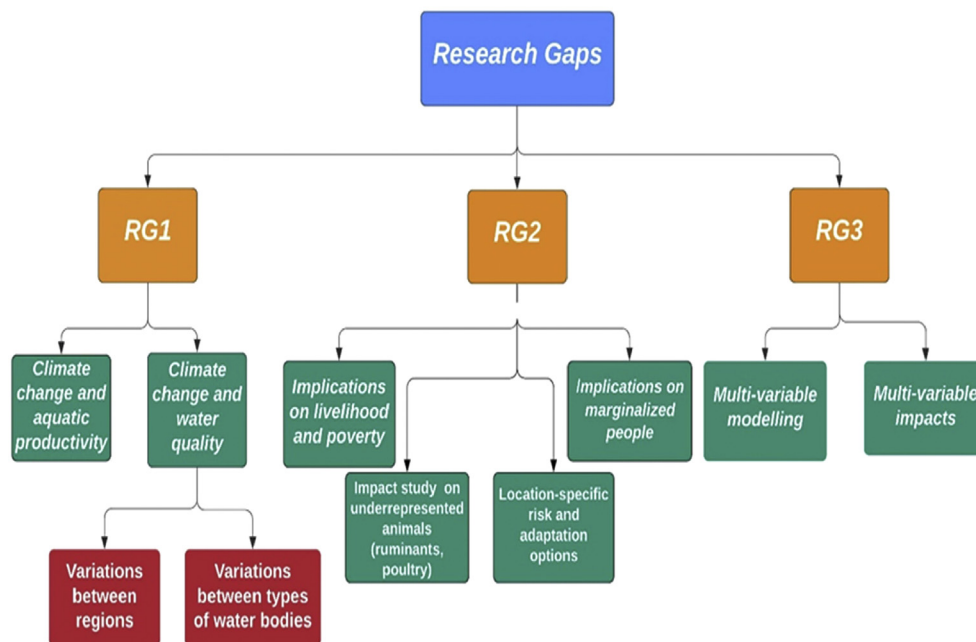 Research Gaps
RG1
RG2
RG3
Climate
change and
aquatic
productivity
Climate
change and
water
quality
Implications
on livelihood
and poverty
Implications on
marginalized
people
Multi-variable
modelling
Multi-variable
impacts
Impact study on
underrepresented
animals
(ruminants,
poultry)
Location-specific
risk and
adaptation
options
Variations
between
regions
Variations
between types
of water bodies